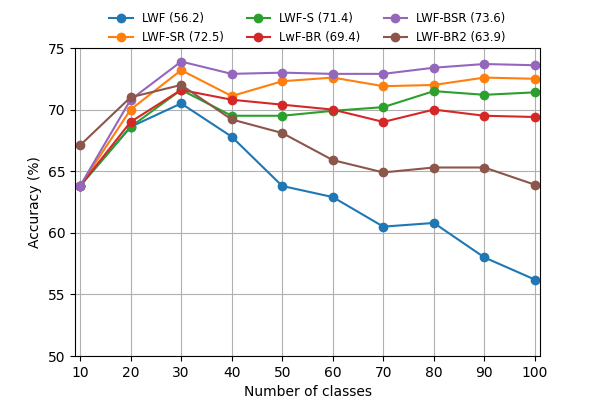 LWF (56.2) LWF-S (71.4) LWF-BSR (73.6)
LWF-SR (72.5) LwF-BR (69.4) LWF-BR2 (63.9)
75
70
65
60
55
50
Accuracy (%)
10 20 30 40 50 60 70 80 90 100
Number of classes